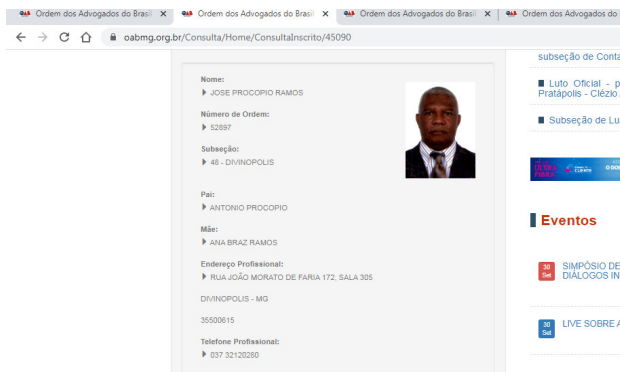 Ordem dos Advogados do Brasil
Ordem dos Advogados do Brasil
Ordem dos Advogados do Brasil
Ordem dos Advogados do
oabmg.org.br/Consulta/Home/ConsultaInscrito/45090
Nome:
JOSE PROCOPIO RAMOS
Número de Ordem:
52897
Subseção:
48 - DIVINOPOLIS
Pai:
ANTONIO PROCOPIO
Mãe:
ANA BRAZ RAMOS
Endereço Profissional:
RUA JOÃO MORATO DE FARIA 172, SALA 305
DIVINOPOLIS - MG
35500615
Telefone Profissional:
037 32120260
subseção de Conta
Luto Oficial - p
Pratápolis - Clézio
Subseção de Lu
Eventos
30 Set
SIMPÓSIO DE
DIÁLOGOS IN
30 Set
LIVE SOBRE A